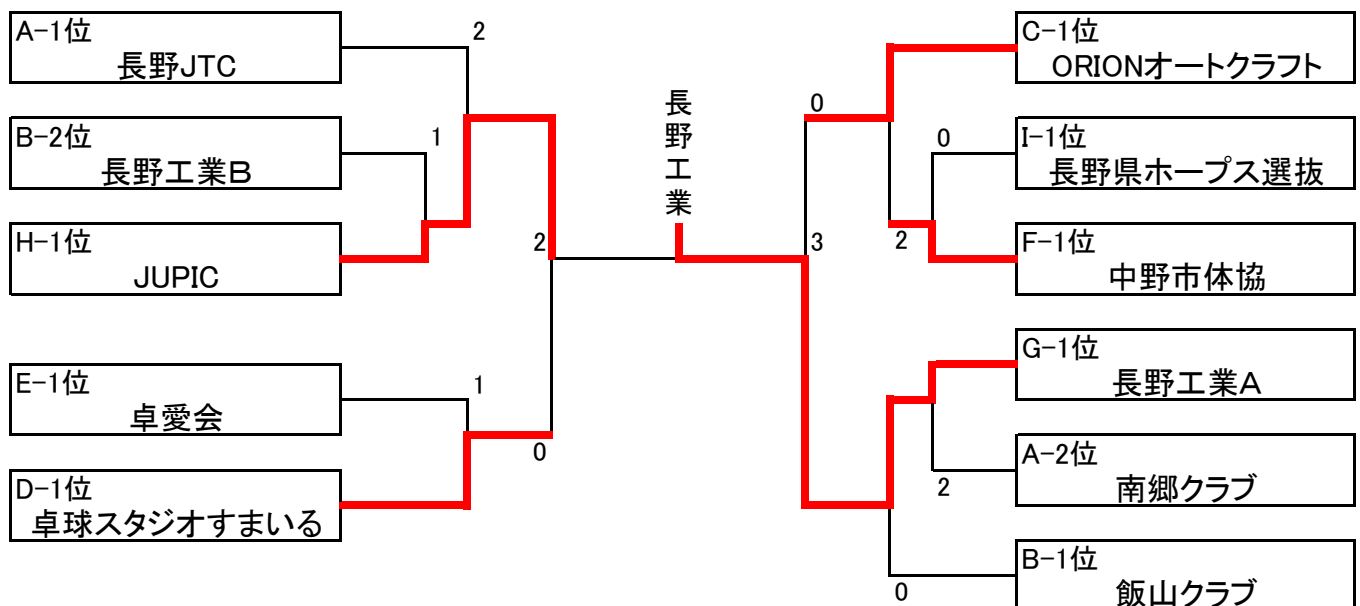 A-1位
長野JTC
2
B-2位
長野工業B
1
H-1位
JUPIC
2
E-1位
卓愛会
1
D-1位
卓球スタジオすまいる
0
長野工業
C-1位
ORIONオートクラフト
0
I-1位
長野県ホープス選抜
0
F-1位
中野市体協
2
3
G-1位
長野工業A
A-2位
南郷クラブ
2
B-1位
飯山クラブ
0